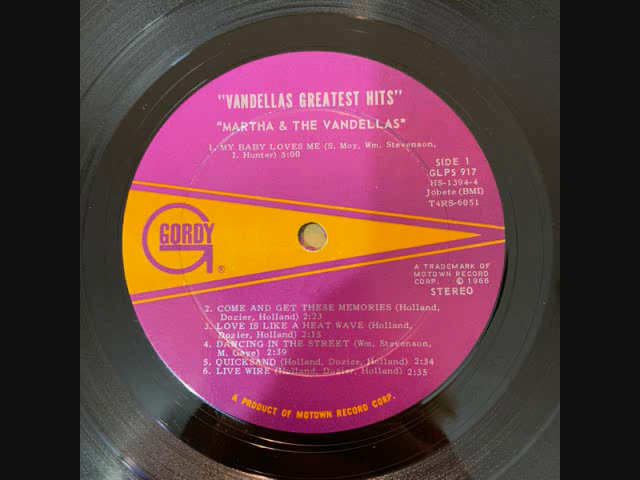 "VANDELLAS GREATEST HITS"
"MARTHA & THE VANDELLAS"
1. MY BABY LOVES ME (S. Moy, Wm. Stevenson,
I. Hunter) 3:00
SIDE 1
GLPS 917
HS-1394-4
Jobete (BMI)
T4RS-6051
GORDY
®
A TRADEMARK OF
MOTOWN RECORD
CORP. © 1966
STEREO
2. COME AND GET THESE MEMORIES (Holland,
Dozier, Holland) 2:23
3. LOVE IS LIKE A HEAT WAVE (Holland,
Dozier, Holland) 2:15
4. DANCING IN THE STREET (Wm. Stevenson,
M. Gaye) 2:39
5. QUICKSAND (Holland, Dozier, Holland) 2:34
6. LIVE WIRE (Holland, Dozier, Holland) 2:35
A PRODUCT OF MOTOWN RECORD CORP.